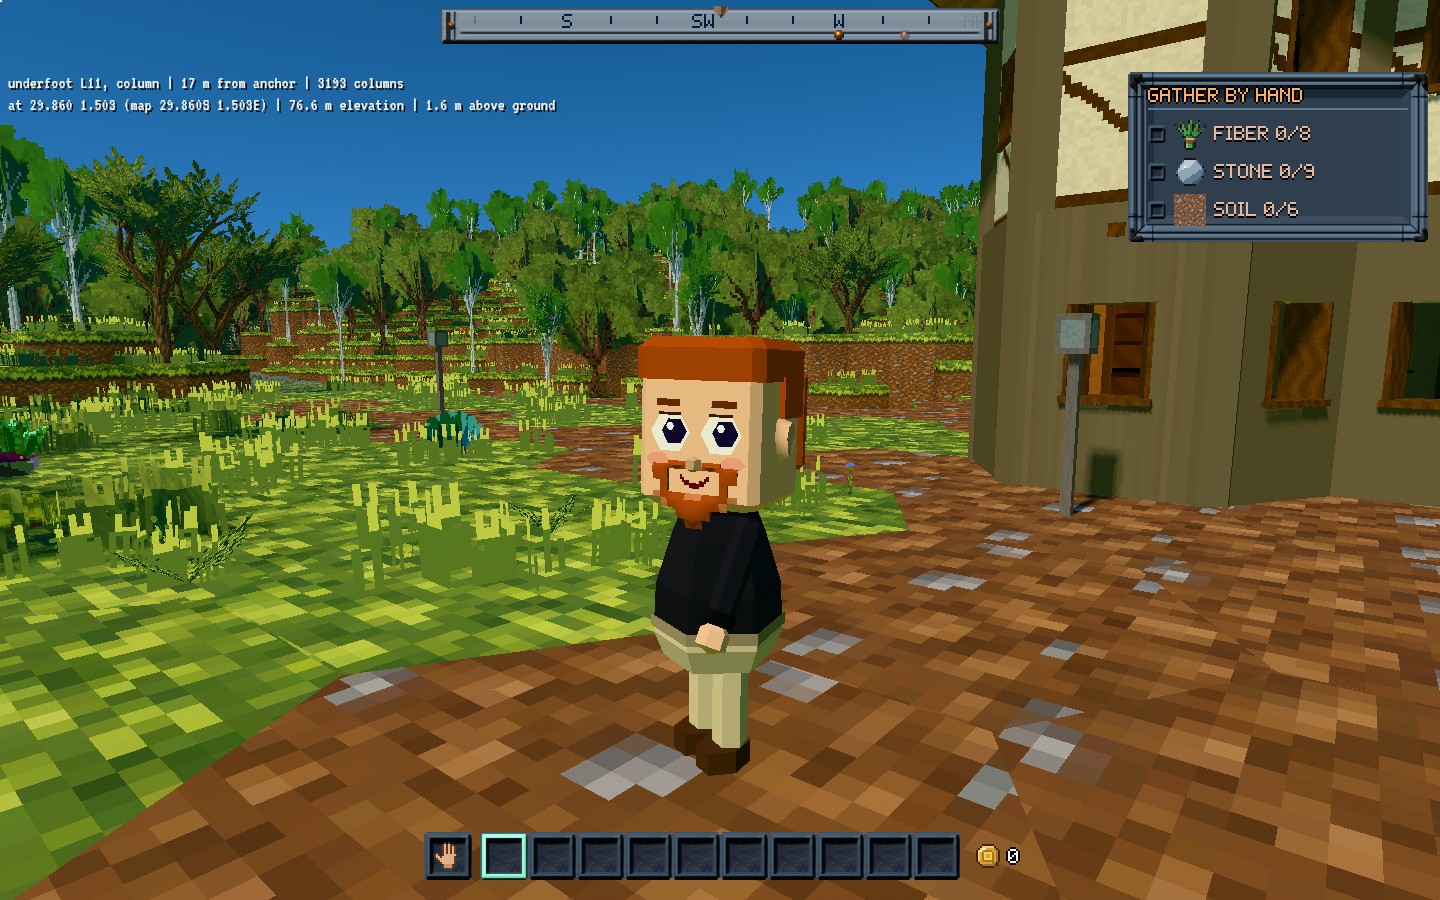 S SW W
underfoot L11, column | 17 m from anchor | 3193 columns
at 29.860 1.503 (map 29.860S 1.503E) | 76.6 m elevation | 1.6 m above ground
GATHER BY HAND
FIBER 0/8
STONE 0/9
SOIL 0/6
0